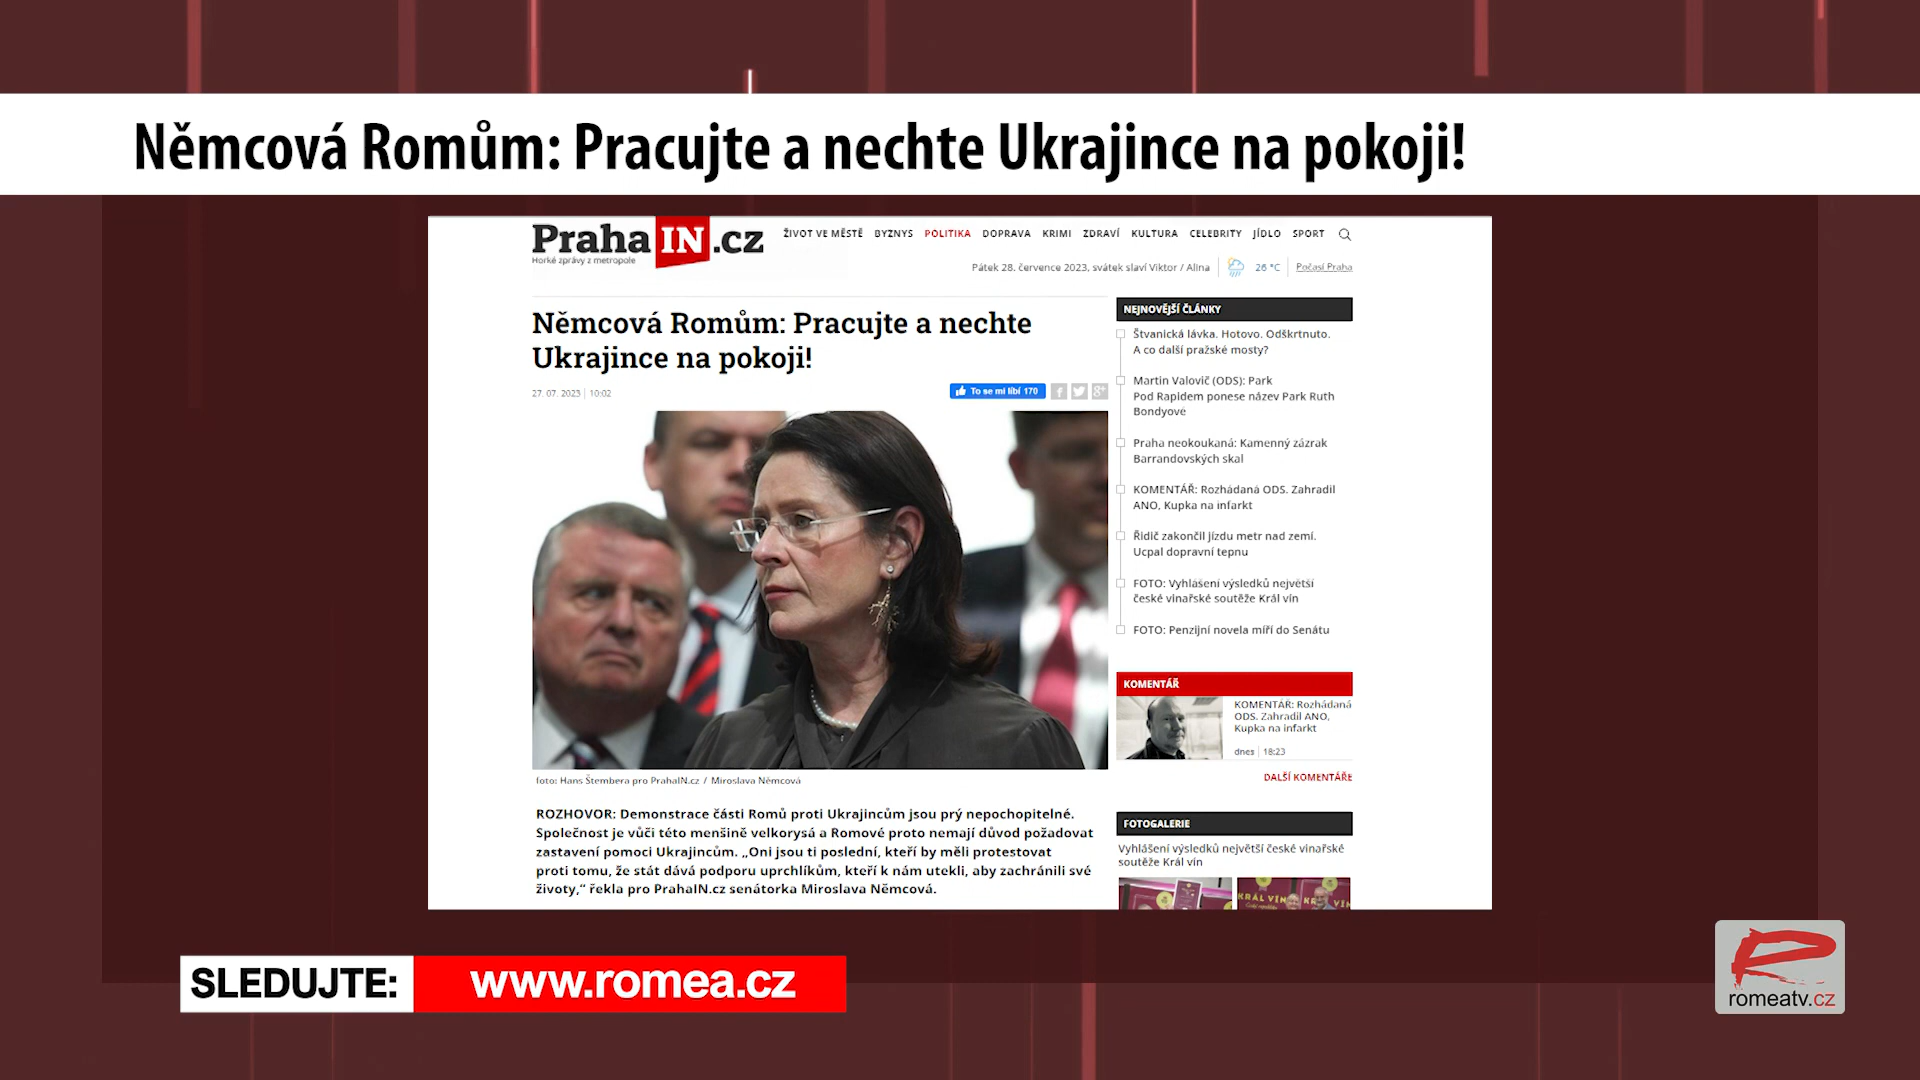 Němcová Romům: Pracujte a nechte Ukrajince na pokoji!
Praha IN.cz
Horké zprávy z metropole
ŽIVOT VE MĚSTĚ BYZNYS POLITIKA DOPRAVA KRIMI ZDRAVÍ KULTURA CELEBRITY JÍDLO SPORT
Pátek 28. července 2023, svátek slaví Viktor / Alina 26 °C Počasí Praha
Němcová Romům: Pracujte a nechte
Ukrajince na pokoji!
27. 07. 2023 | 10:02
To se mi líbí 170
foto: Hans Štembera pro PrahaIN.cz / Miroslava Němcová
ROZHOVOR: Demonstrace části Romů proti Ukrajincům jsou prý nepochopitelné.
Společnost je vůči této menšině velkorysá a Romové proto nemají důvod požadovat
zastavení pomoci Ukrajincům. „Oni jsou ti poslední, kteří by měli protestovat
proti tomu, že stát dává podporu uprchlíkům, kteří k nám utekli, aby zachránili své
životy,“ řekla pro PrahaIN.cz senátorka Miroslava Němcová.
NEJNOVĚJŠÍ ČLÁNKY
Štvanická lávka. Hotovo. Odškrtnuto.
A co další pražské mosty?
Martin Valovič (ODS): Park
Pod Rapidem ponese název Park Ruth
Bondyové
Praha neokoukaná: Kamenný zázrak
Barrandovských skal
KOMENTÁŘ: Rozhádaná ODS. Zahradil
ANO, Kupka na infarkt
Řidič zakončil jízdu metr nad zemí.
Ucpal dopravní tepnu
FOTO: Vyhlášení výsledků největší
české vinařské soutěže Král vín
FOTO: Penzijní novela míří do Senátu
KOMENTÁŘ
KOMENTÁŘ: Rozhádaná
ODS. Zahradil ANO,
Kupka na infarkt
dnes | 18:23
DALŠÍ KOMENTÁŘE
FOTOGALERIE
Vyhlášení výsledků největší české vinařské
soutěže Král vín
KRÁL VÍN
SLEDUJTE: www.romea.cz
romeatv.cz